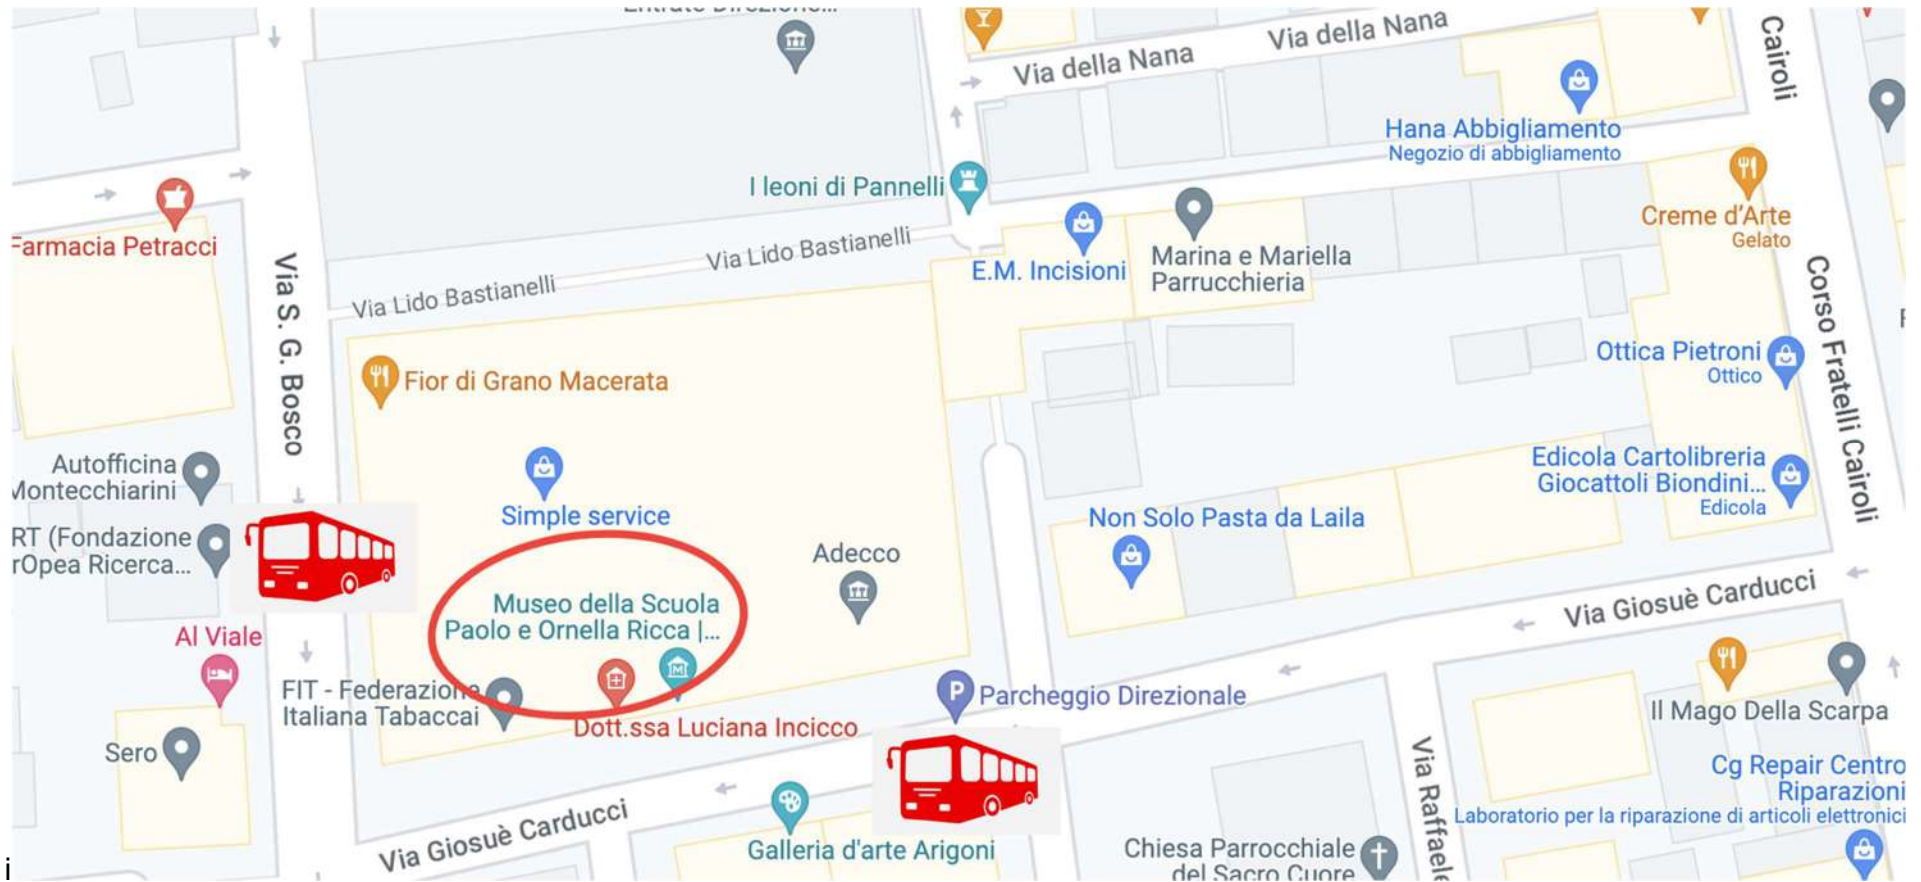 Entrate Direzione...
Via della Nana
Via della Nana
Cairoli
Hana Abbigliamento
Negozio di abbigliamento
I leoni di Pannelli
Creme d'Arte
Gelato
Farmacia Petracci
Via Lido Bastianelli
Via Lido Bastianelli
E.M. Incisioni
Marina e Mariella
Parrucchieria
Via S. G. Bosco
Corso Fratelli Cairoli
Ottica Pietroni
Ottico
Fior di Grano Macerata
Autofficina
Montecchiarini
Edicola Cartolibreria
Giocattoli Biondini...
Edicola
Simple service
Non Solo Pasta da Laila
RT (Fondazione
rOpea Ricerca...
Adecco
Museo della Scuola
Paolo e Ornella Ricca |...
M
Via Giosuè Carducci
Al Viale
FIT - Federazione
Italiana Tabaccai
P
Parcheggio Direzionale
Dott.ssa Luciana Incicco
Il Mago Della Scarpa
Sero
Via Raffaele
Cg Repair Centro
Riparazioni
Laboratorio per la riparazione di articoli elettronici
Via Giosuè Carducci
Galleria d'arte Arigoni
Chiesa Parrocchiale
del Sacro Cuore
i